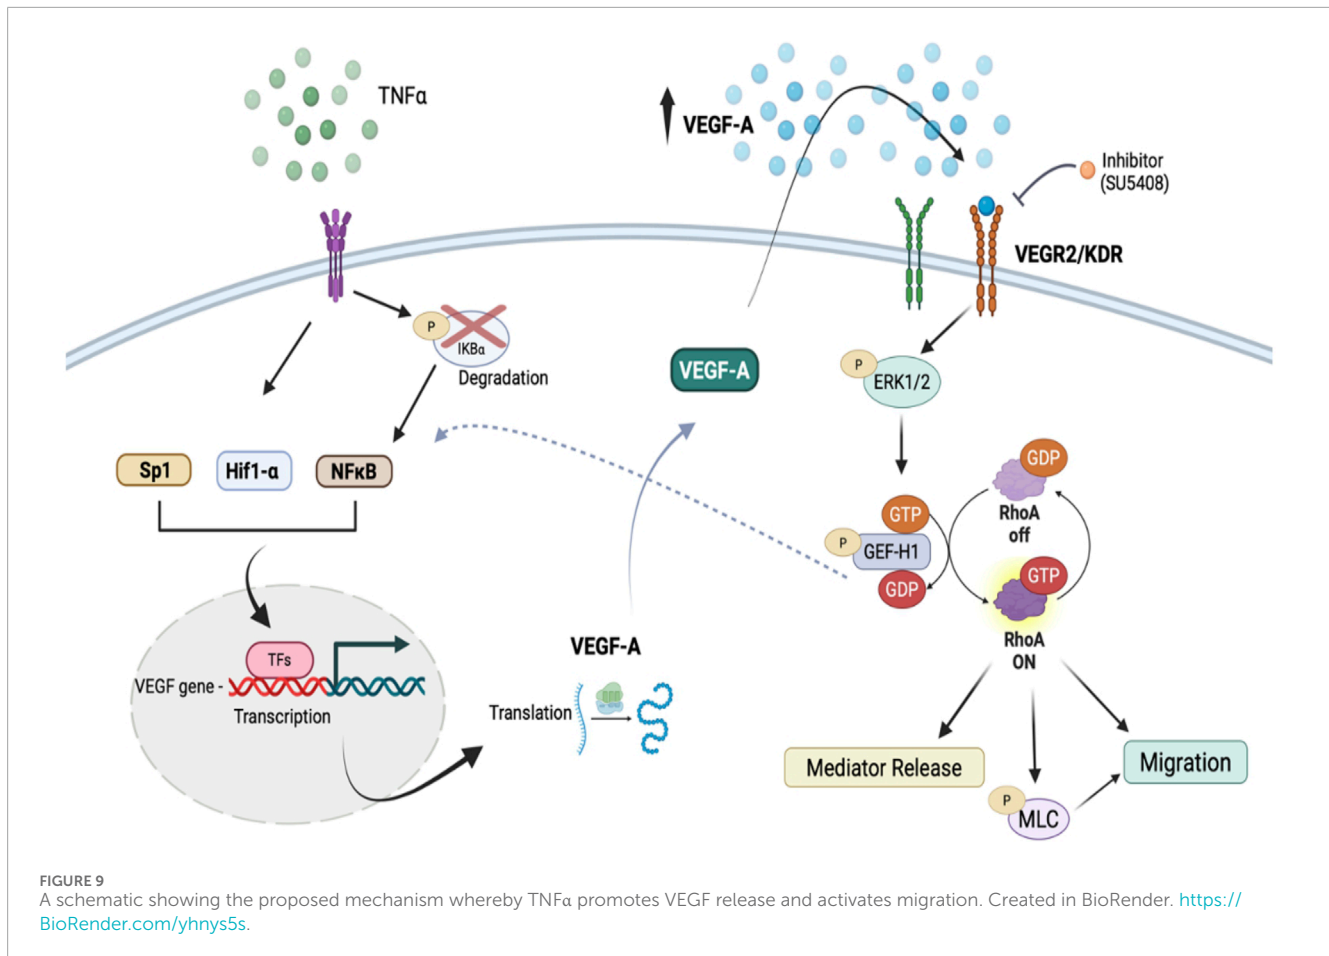 TNFα
VEGF-A
Inhibitor
(SU5408)
VEGR2/KDR
P
IKBα
Degradation
VEGF-A
P
ERK1/2
Sp1
Hif1-α
NFκB
GDP
RhoA
off
GTP
P
GEF-H1
GDP
GTP
RhoA
ON
TFs
VEGF gene -
Transcription
VEGF-A
Translation
Mediator Release
Migration
P
MLC
FIGURE 9
A schematic showing the proposed mechanism whereby TNFα promotes VEGF release and activates migration. Created in BioRender. https://
BioRender.com/yhnys5s.